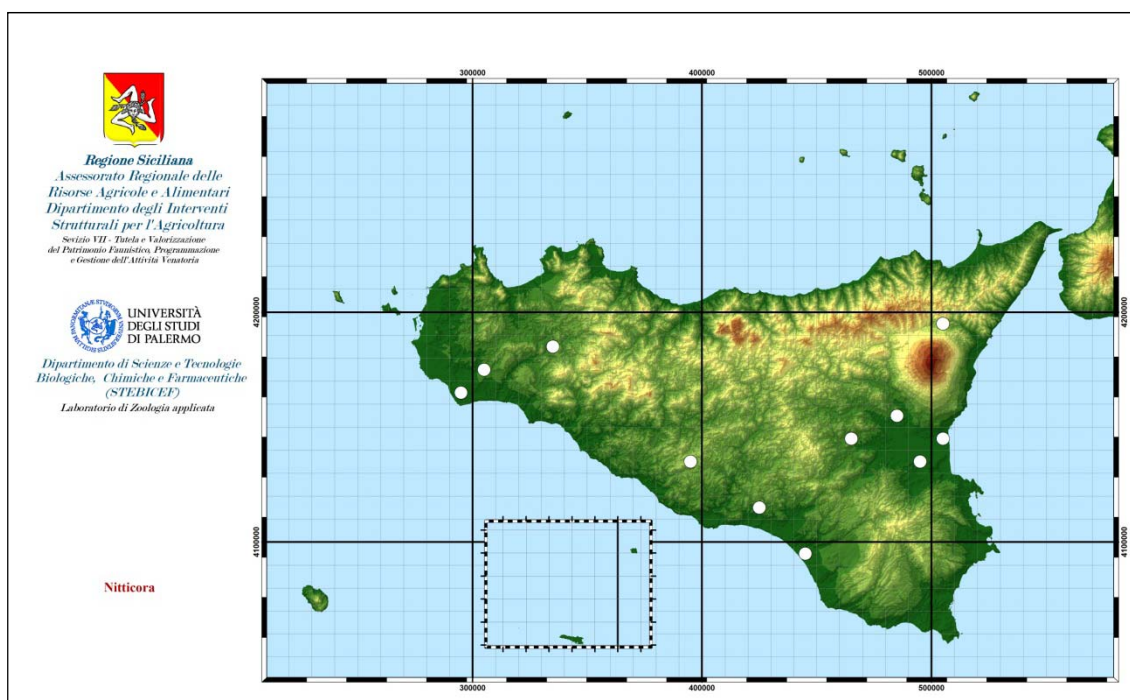 Regione Siciliana
Assessorato Regionale delle
Risorse Agricole e Alimentari
Dipartimento degli Interventi
Strutturali per l'Agricoltura
Sevizio VII - Tutela e Valorizzazione
del Patrimonio Faunistico, Programmazione
e Gestione dell'Attività Venatoria
UNIVERSITÀ
DEGLI STUDI
DI PALERMO
Dipartimento di Scienze e Tecnologie
Biologiche, Chimiche e Farmaceutiche
(STEBICEF)
Laboratorio di Zoologia applicata
Nitticora
300000 400000 500000
4200000 4200000
4100000 4100000
300000 400000 500000